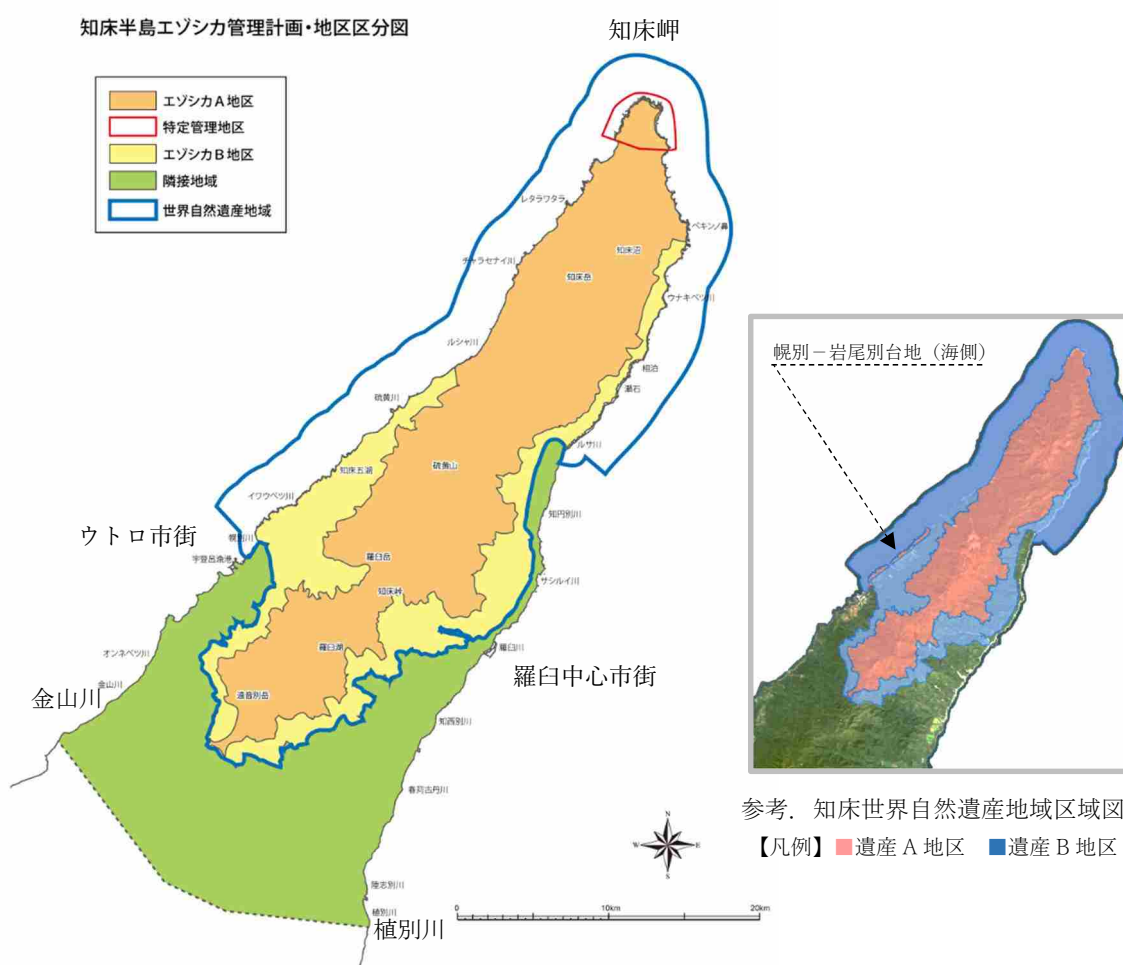 知床半島エゾシカ管理計画・地区区分図
知床岬
エゾシカA地区
特定管理地区
エゾシカB地区
隣接地域
世界自然遺産地域
レタラワタラ
ペキンノ鼻
知床沼
チャラセナイ川
知床岳
ウナキベツ川
ルシャ川
相泊
瀬石
硫黄川
ルサ川
硫黄山
知床五湖
イワウベツ川
知円別川
ウトロ市街
幌別川
宇登呂漁港
羅臼岳
サシルイ川
知床峠
羅臼湖
羅臼川
オンネベツ川
羅臼中心市街
金山川
金山川
遠音別岳
知西別川
春苅古丹川
陸志別川
植別川
植別川
N
W
E
S
0
10km
20km
幌別－岩尾別台地（海側）
参考．知床世界自然遺産地域区域図
【凡例】■遺産 A 地区 ■遺産 B 地区